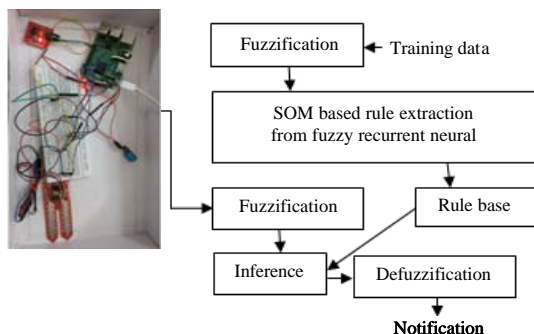 Fuzzification
Training data
SOM based rule extraction
from fuzzy recurrent neural
Fuzzification
Rule base
Inference
Defuzzification
Notification